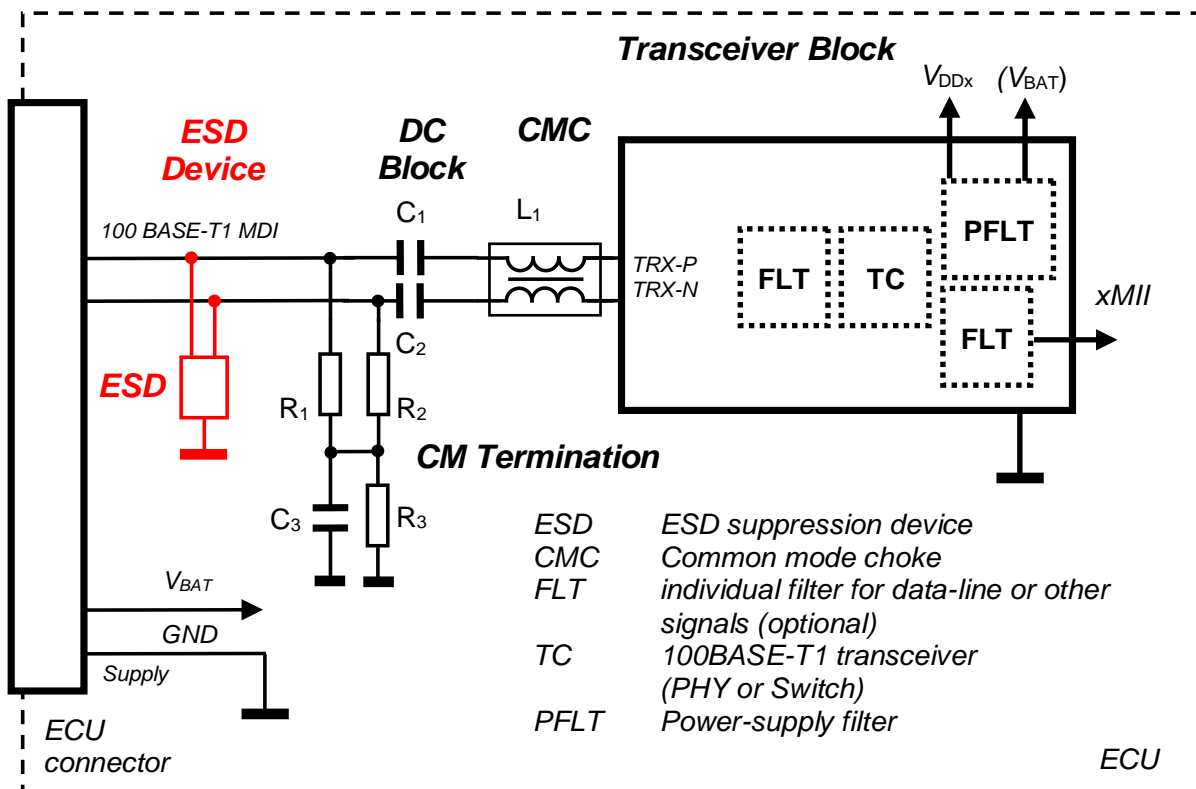 Transceiver Block
VDDx
(VBAT)
ESD
Device
DC
Block
CMC
100 BASE-T1 MDI
C1
L1
TRX-P
TRX-N
FLT
TC
PFLT
FLT
xMII
C2
ESD
R1
R2
CM Termination
C3
R3
ESD ESD suppression device
CMC Common mode choke
FLT individual filter for data-line or other
signals (optional)
TC 100BASE-T1 transceiver
(PHY or Switch)
PFLT Power-supply filter
VBAT
GND
Supply
ECU
connector
ECU